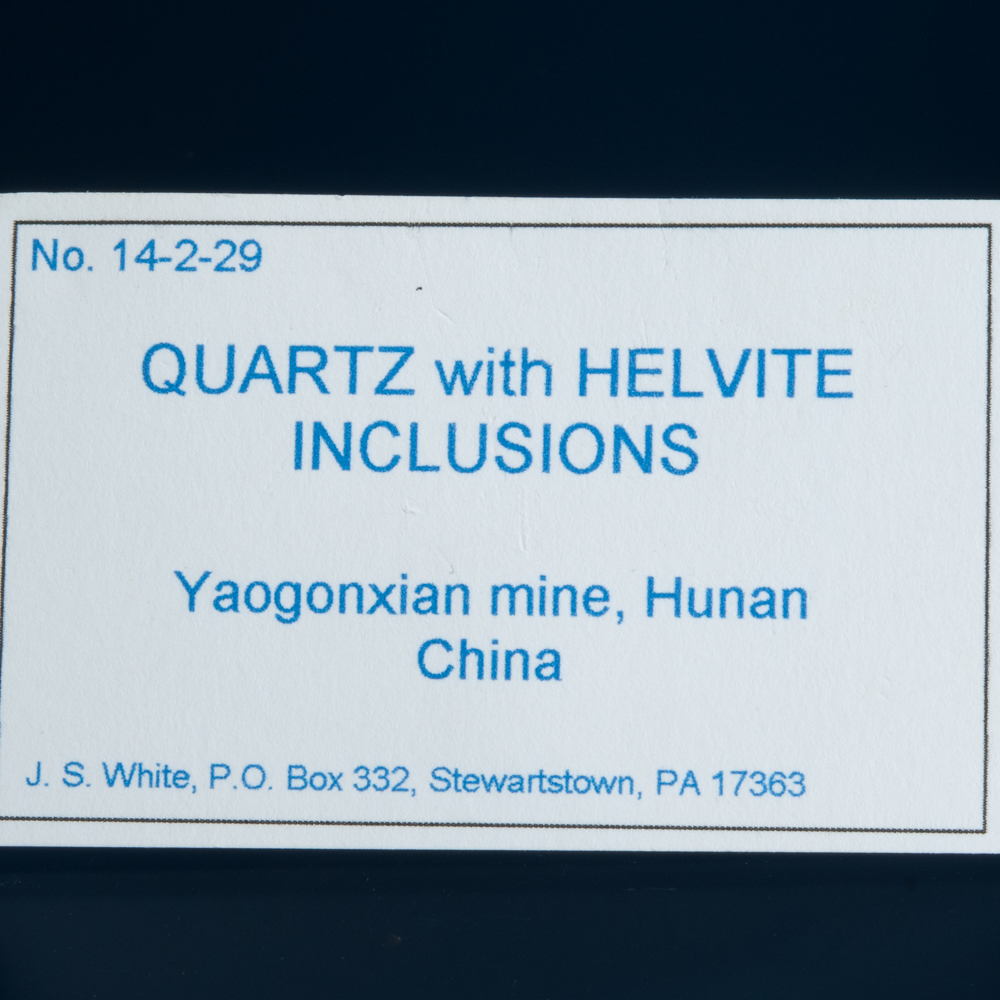 No. 14-2-29
QUARTZ with HELVITE
INCLUSIONS
Yaogonxian mine, Hunan
China
J. S. White, P.O. Box 332, Stewartstown, PA 17363